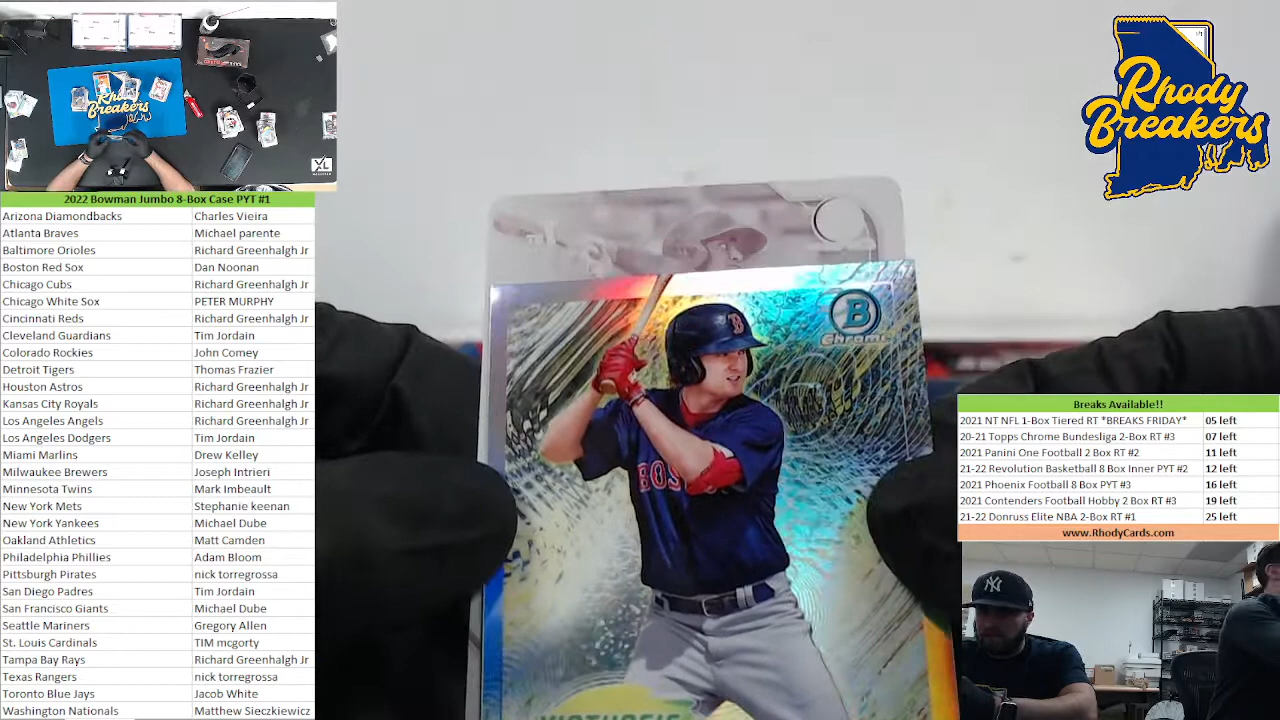 Rhody
Breakers
Rhody
Breakers
2022 Bowman Jumbo 8-Box Case PYT #1
Arizona Diamondbacks Charles Vieira
Atlanta Braves Michael parente
Baltimore Orioles Richard Greenhalgh Jr
Boston Red Sox Dan Noonan
Chicago Cubs Richard Greenhalgh Jr
Chicago White Sox PETER MURPHY
Cincinnati Reds Richard Greenhalgh Jr
Cleveland Guardians Tim Jordain
Colorado Rockies John Comey
Detroit Tigers Thomas Frazier
Houston Astros Richard Greenhalgh Jr
Kansas City Royals Richard Greenhalgh Jr
Los Angeles Angels Richard Greenhalgh Jr
Los Angeles Dodgers Tim Jordain
Miami Marlins Drew Kelley
Milwaukee Brewers Joseph Intrieri
Minnesota Twins Mark Imbeault
New York Mets Stephanie keenan
New York Yankees Michael Dube
Oakland Athletics Matt Camden
Philadelphia Phillies Adam Bloom
Pittsburgh Pirates nick torregrossa
San Diego Padres Tim Jordain
San Francisco Giants Michael Dube
Seattle Mariners Gregory Allen
St. Louis Cardinals TIM mcgorty
Tampa Bay Rays Richard Greenhalgh Jr
Texas Rangers nick torregrossa
Toronto Blue Jays Jacob White
Washington Nationals Matthew Sieczkiewicz
B
B
Chrome
BOS
Breaks Available!!
2021 NT NFL 1-Box Tiered RT *BREAKS FRIDAY* 05 left
20-21 Topps Chrome Bundesliga 2-Box RT #3 07 left
2021 Panini One Football 2 Box RT #2 11 left
21-22 Revolution Basketball 8 Box Inner PYT #2 12 left
2021 Phoenix Football 8 Box PYT #3 16 left
2021 Contenders Football Hobby 2 Box RT #3 19 left
21-22 Donruss Elite NBA 2-Box RT #1 25 left
www.RhodyCards.com